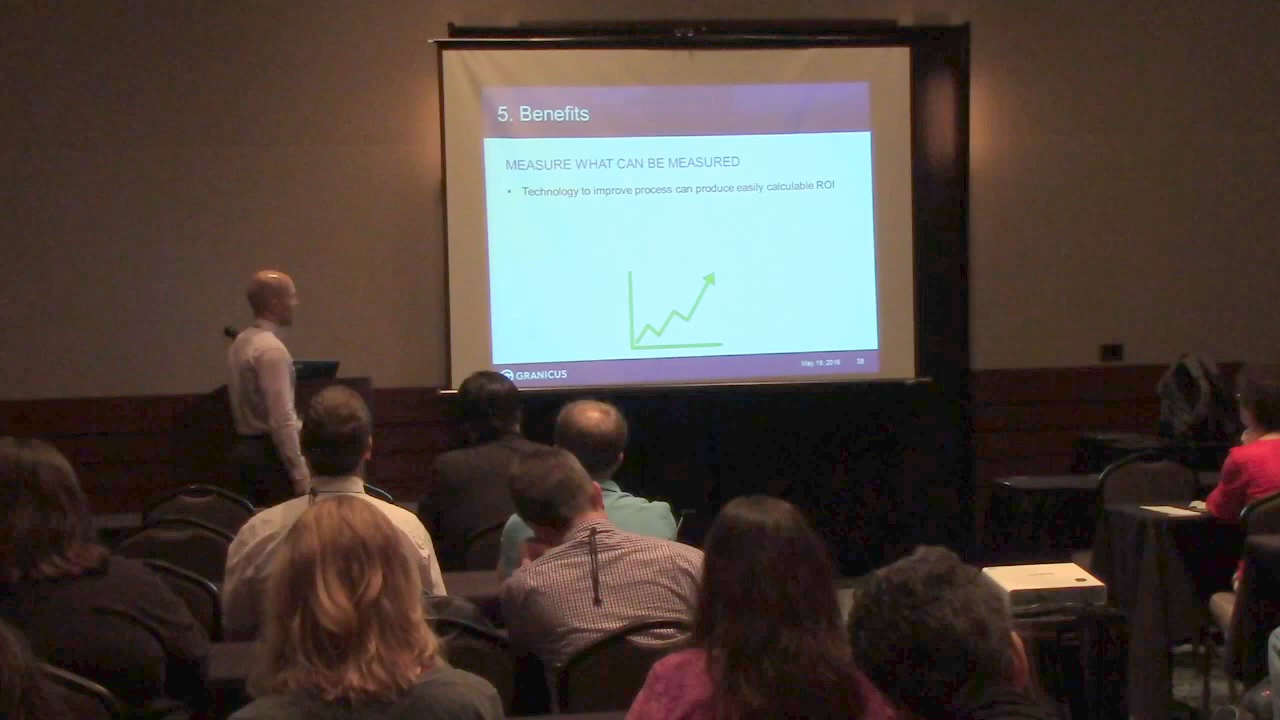 5. Benefits
MEASURE WHAT CAN BE MEASURED
• Technology to improve process can produce easily calculable ROI
GRANICUS
May 19, 2016
38